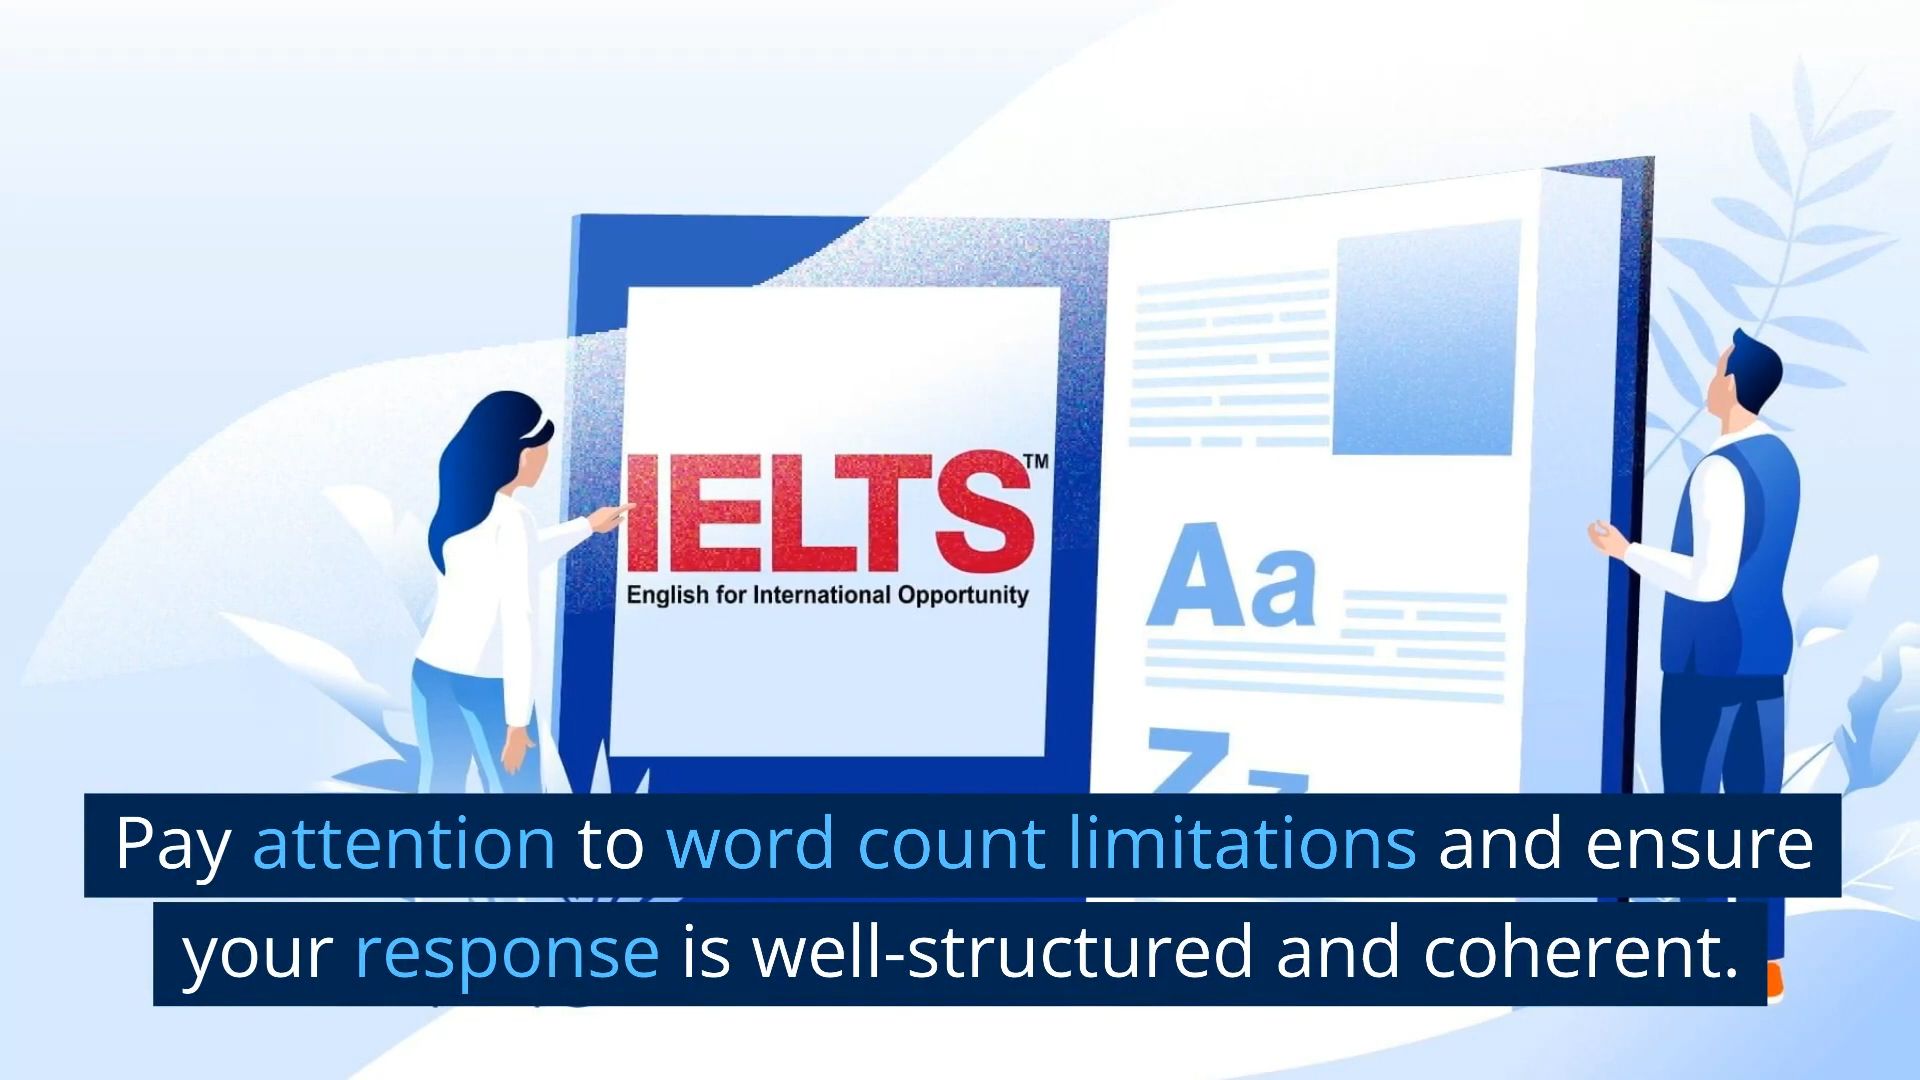 IELTS™
English for International Opportunity
Aa
Zz
Pay attention to word count limitations and ensure
your response is well-structured and coherent.